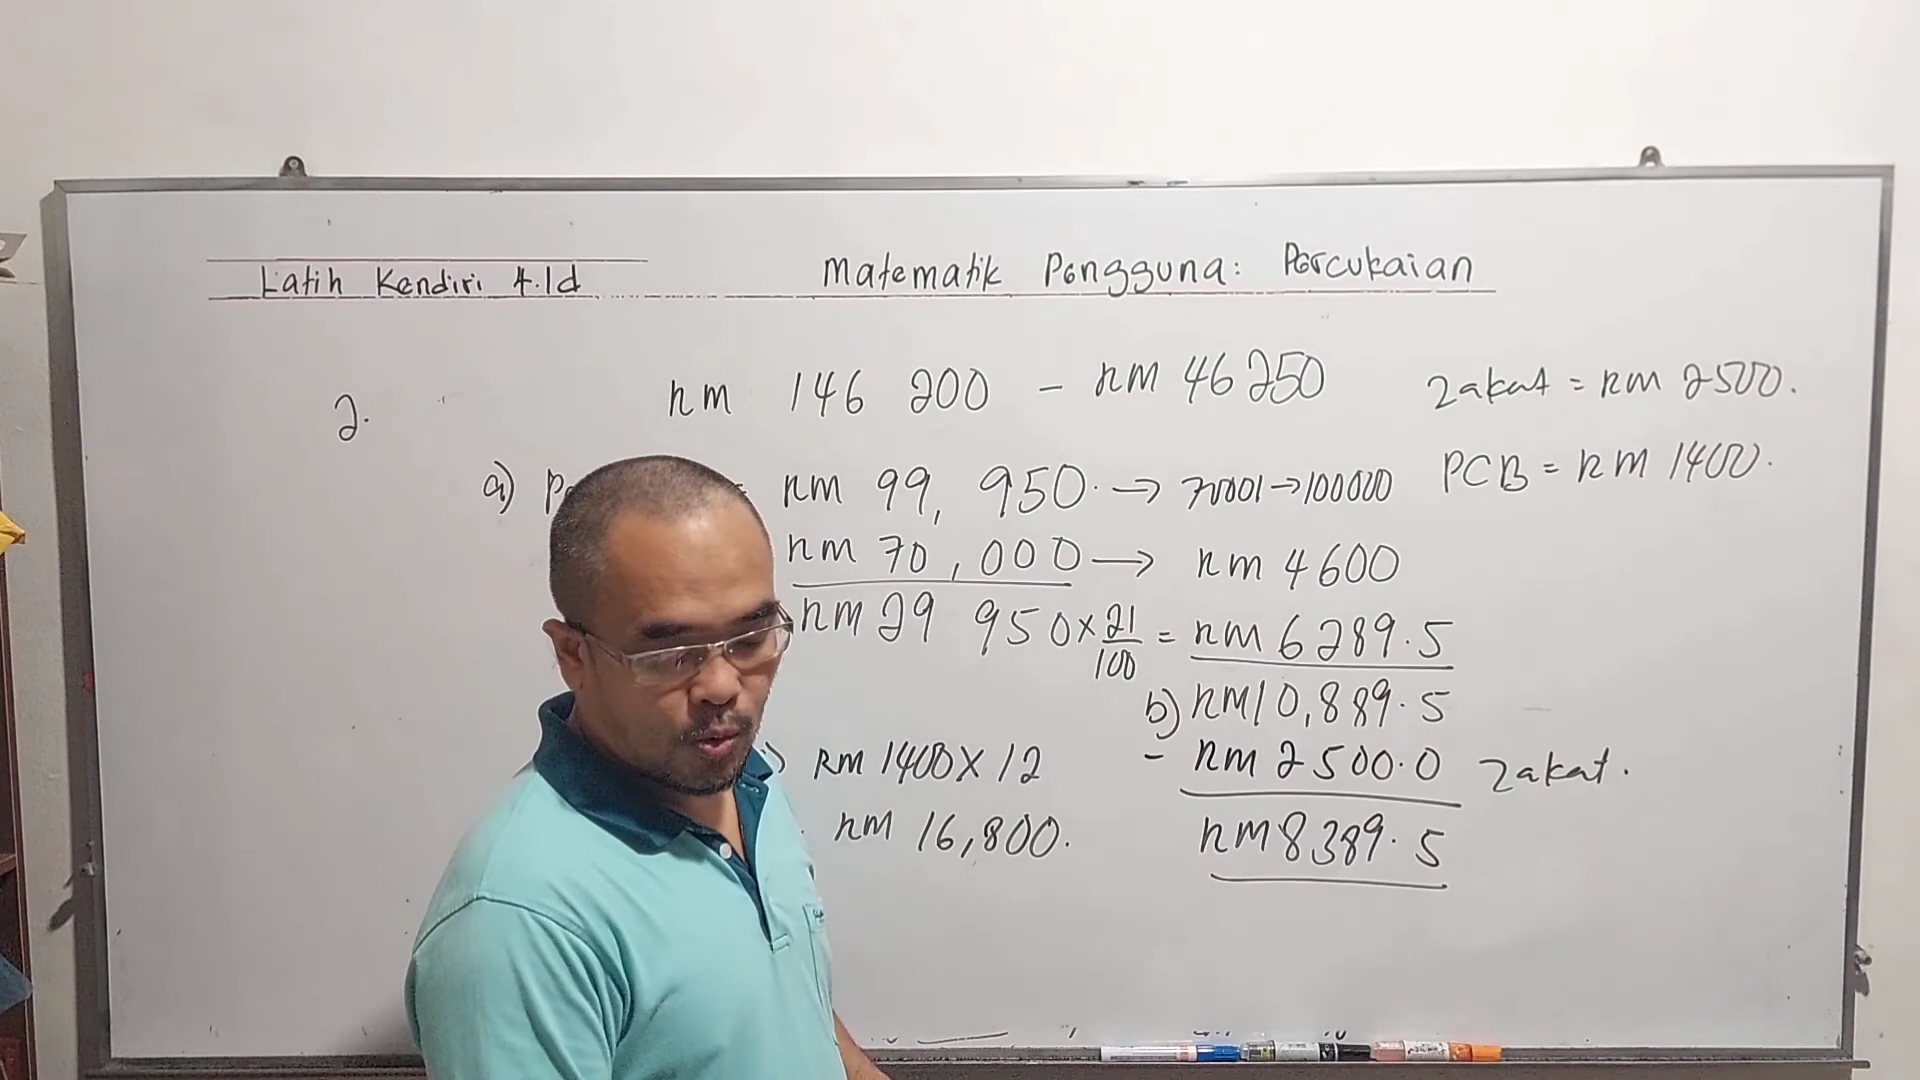 Latih Kendiri 4.1d
Matematik Pengguna: Percukaian
2.
RM 146 200 - RM 46 250
Zakat = RM 2500.
PCB = RM 1400.
a) P = RM 99, 950. → 70001 → 100000
RM 70, 000 → RM 4600
RM 29 950 × 21/100 = RM 6289.5
b) RM 10,889.5
- RM 2500.0 Zakat.
RM 8389.5
) RM 1400 × 12
RM 16,800.